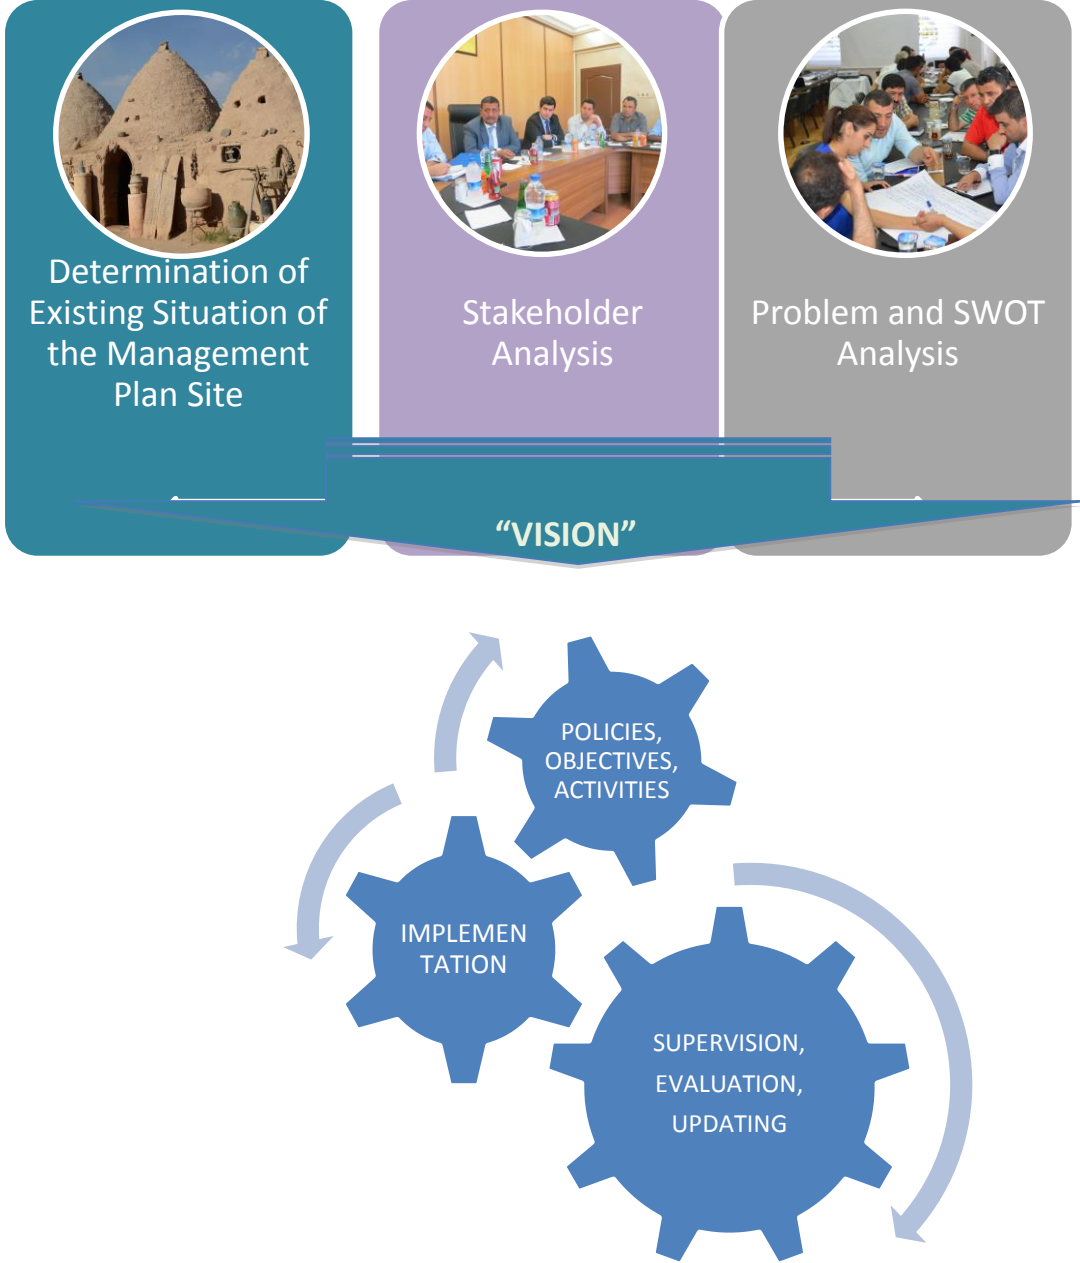 Determination of
Existing Situation of
the Management
Plan Site
Stakeholder
Analysis
Problem and SWOT
Analysis
“VISION”
POLICIES,
OBJECTIVES,
ACTIVITIES
IMPLEMEN
TATION
SUPERVISION,
EVALUATION,
UPDATING